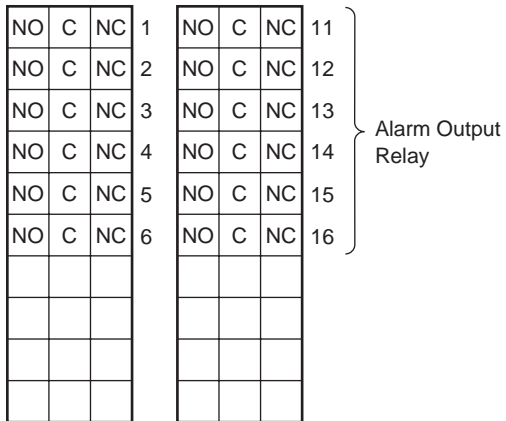 NO C NC 1 NO C NC 11
NO C NC 2 NO C NC 12
NO C NC 3 NO C NC 13
NO C NC 4 NO C NC 14
NO C NC 5 NO C NC 15
NO C NC 6 NO C NC 16
Alarm Output
Relay